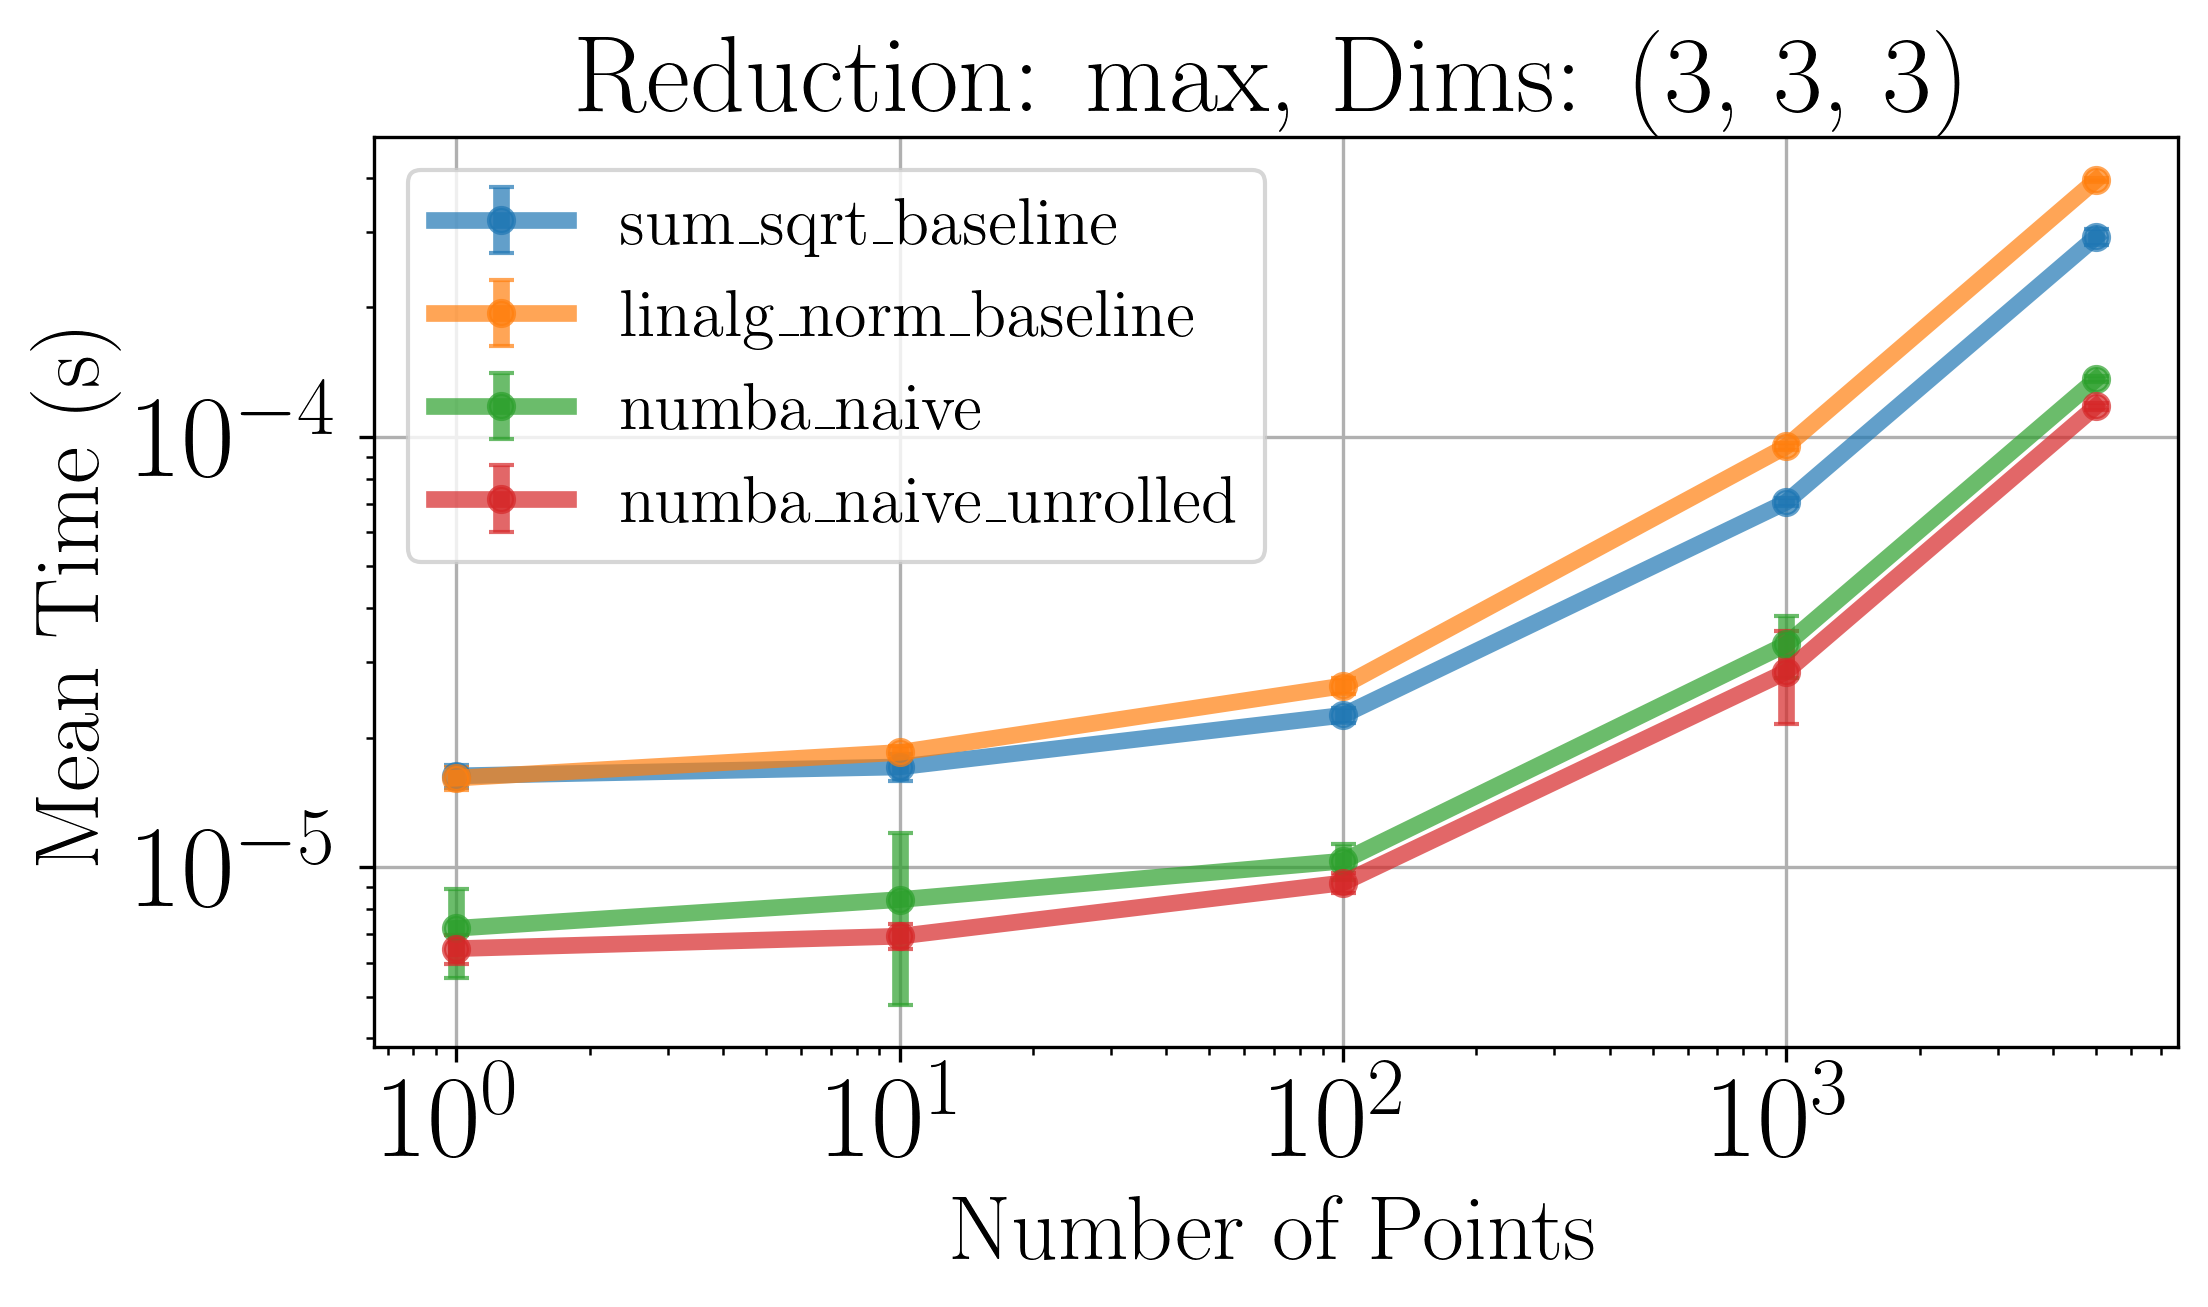 Reduction: max, Dims: (3, 3, 3)
sum_sqrt_baseline
linalg_norm_baseline
numba_naive
numba_naive_unrolled
Mean Time (s)
10⁻⁴
10⁻⁵
10⁰ 10¹ 10² 10³
Number of Points